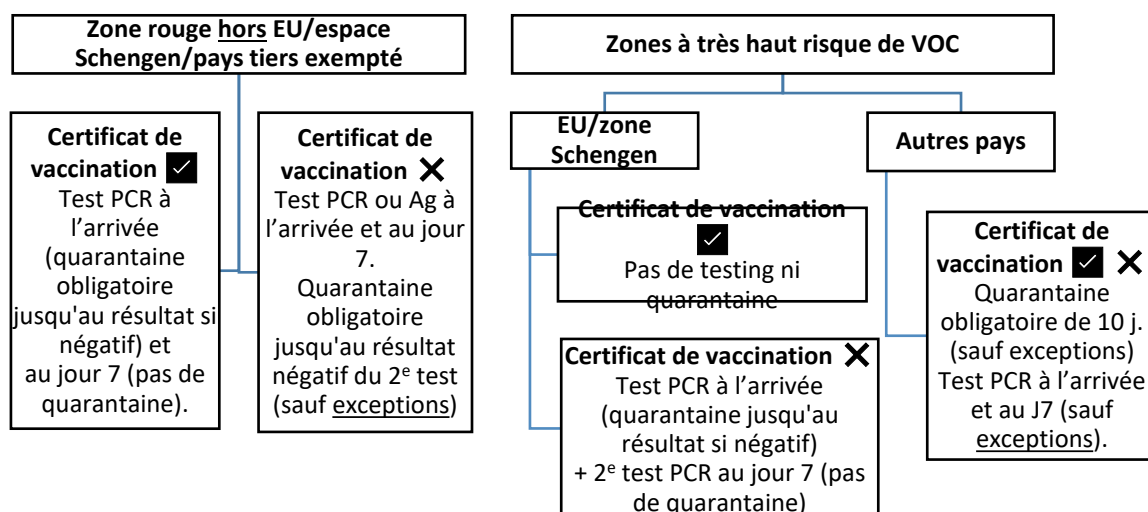 Zone rouge hors EU/espace
Schengen/pays tiers exempté
Certificat de
vaccination ✓
Test PCR à
l'arrivée
(quarantaine
obligatoire
jusqu'au résultat si
négatif) et
au jour 7 (pas de
quarantaine).
Certificat de
vaccination ✕
Test PCR ou Ag à
l'arrivée et au jour
7.
Quarantaine
obligatoire
jusqu'au résultat
négatif du 2e test
(sauf exceptions)
Zones à très haut risque de VOC
EU/zone
Schengen
Certificat de vaccination
✓
Pas de testing ni
quarantaine
Certificat de vaccination ✕
Test PCR à l'arrivée
(quarantaine jusqu'au
résultat si négatif)
+ 2e test PCR au jour 7 (pas
de quarantaine)
Autres pays
Certificat de
vaccination ✓ ✕
Quarantaine
obligatoire de 10 j.
(sauf exceptions)
Test PCR à l'arrivée
et au J7 (sauf
exceptions).